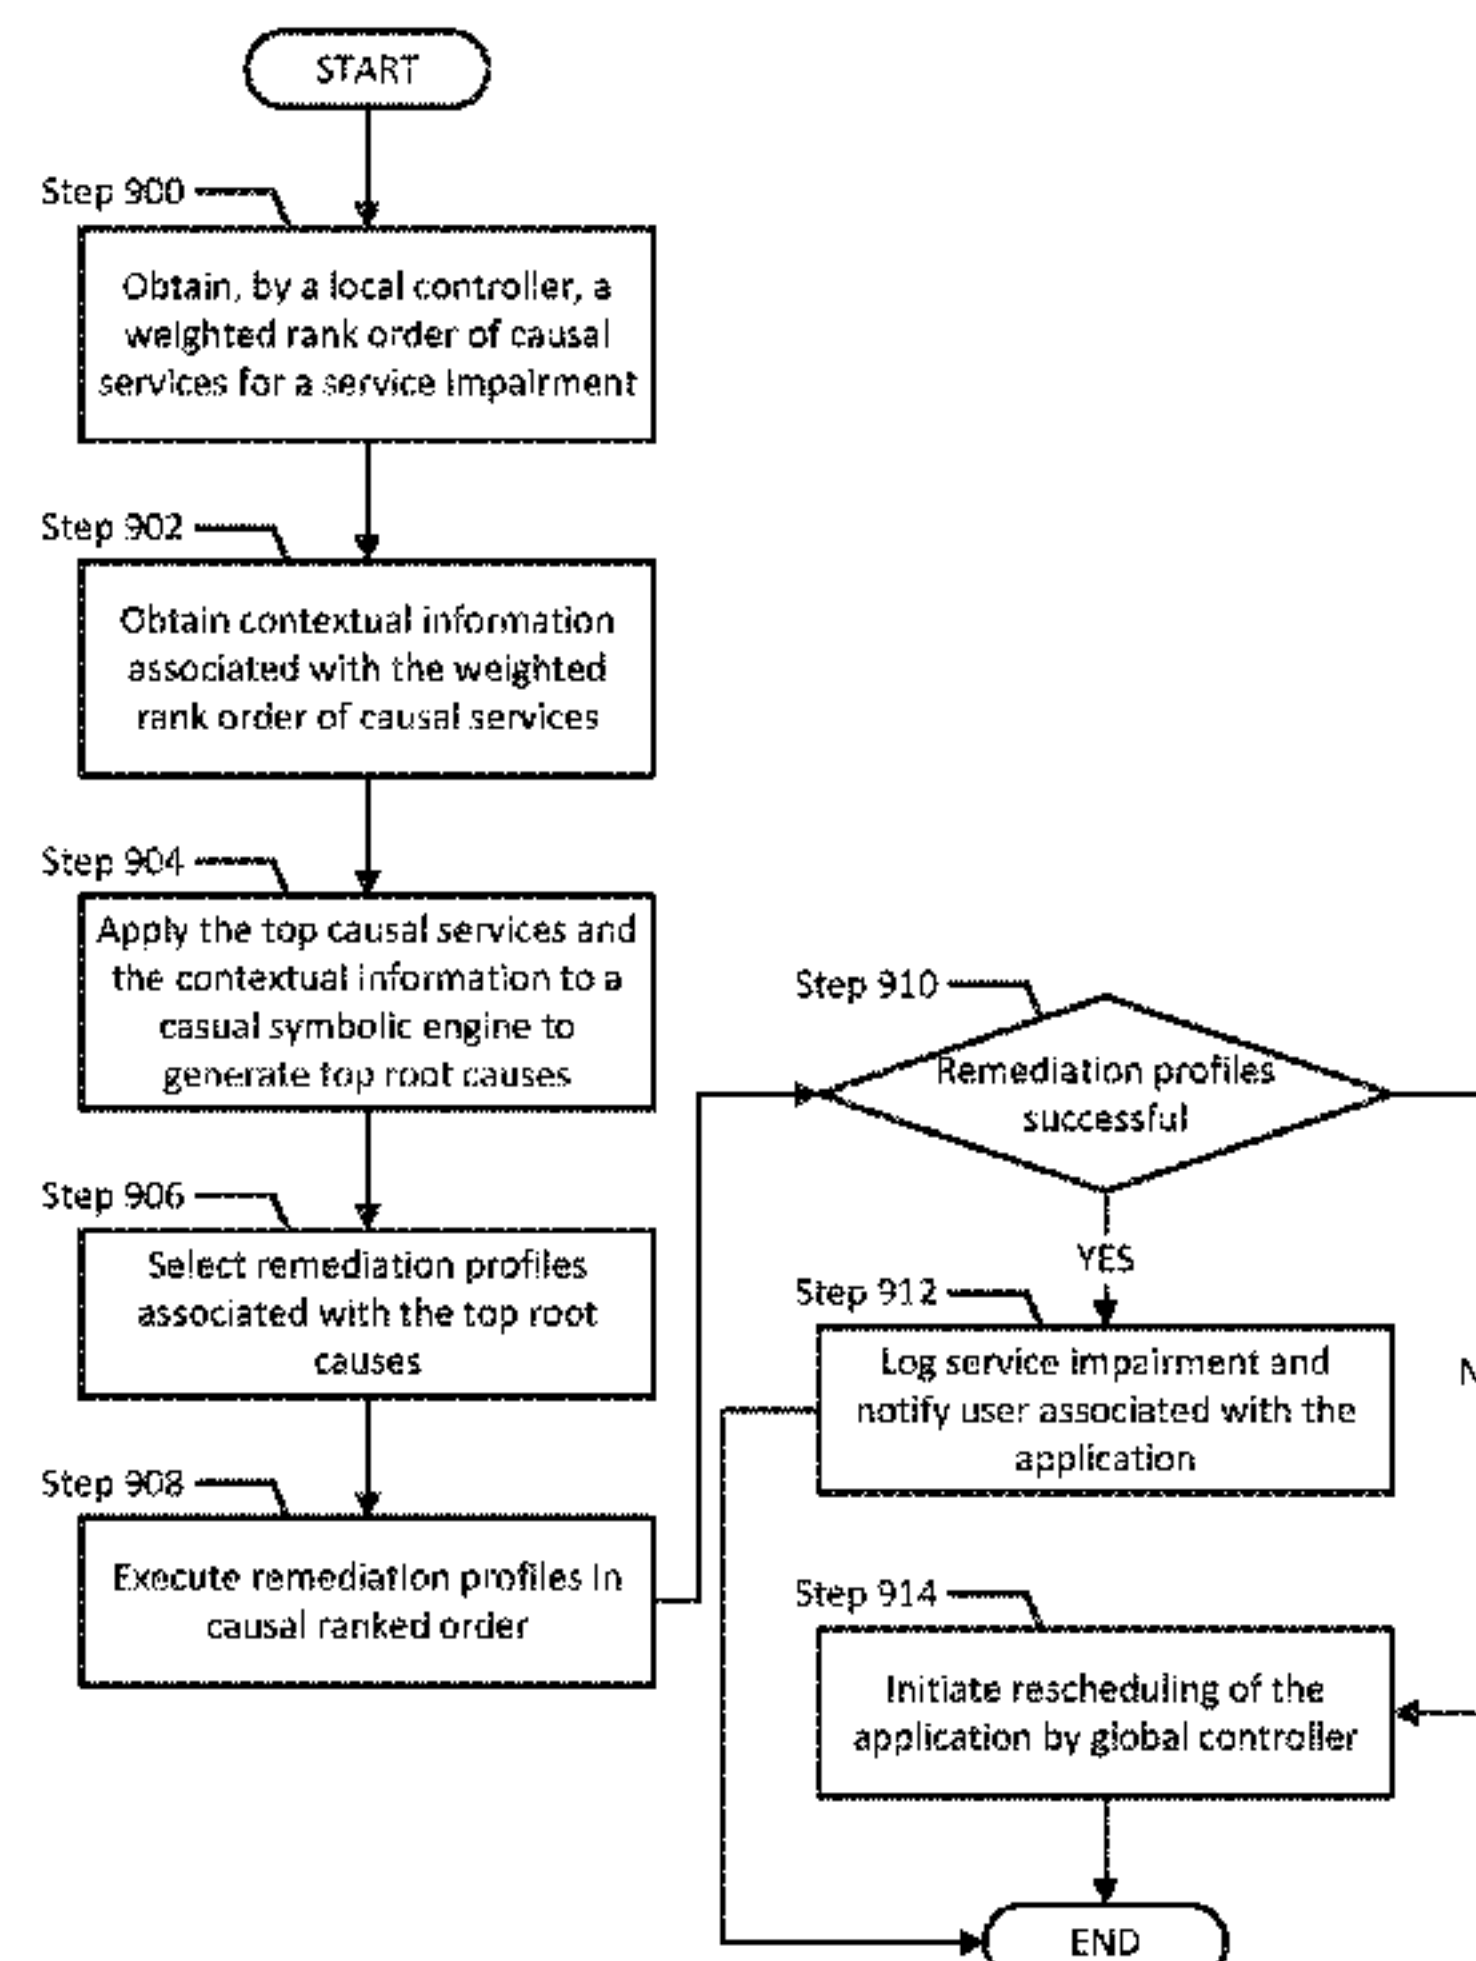 START
Step 900
Obtain, by a local controller, a
weighted rank order of causal
services for a service impairment
Step 902
Obtain contextual information
associated with the weighted
rank order of causal services
Step 904
Apply the top causal services and
the contextual information to a
casual symbolic engine to
generate top root causes
Step 906
Select remediation profiles
associated with the top root
causes
Step 908
Execute remediation profiles in
causal ranked order
Step 910
Remediation profiles
successful
YES
Step 912
Log service impairment and
notify user associated with the
application
Step 914
Initiate rescheduling of the
application by global controller
END